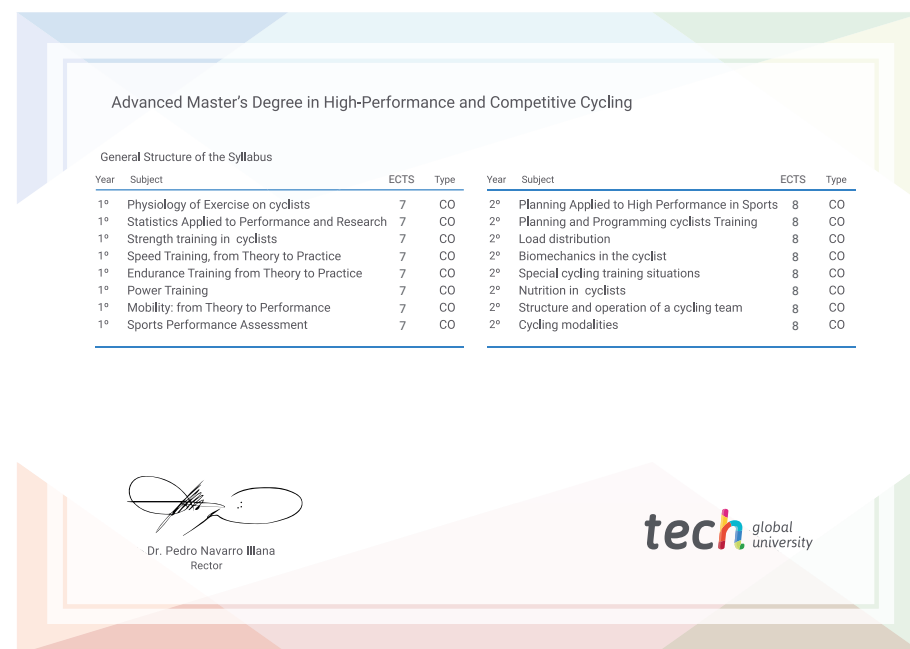 Advanced Master's Degree in High-Performance and Competitive Cycling
General Structure of the Syllabus
Year Subject ECTS Type
1º Physiology of Exercise on cyclists 7 CO
1º Statistics Applied to Performance and Research 7 CO
1º Strength training in cyclists 7 CO
1º Speed Training, from Theory to Practice 7 CO
1º Endurance Training from Theory to Practice 7 CO
1º Power Training 7 CO
1º Mobility: from Theory to Performance 7 CO
1º Sports Performance Assessment 7 CO
Year Subject ECTS Type
2º Planning Applied to High Performance in Sports 8 CO
2º Planning and Programming cyclists Training 8 CO
2º Load distribution 8 CO
2º Biomechanics in the cyclist 8 CO
2º Special cycling training situations 8 CO
2º Nutrition in cyclists 8 CO
2º Structure and operation of a cycling team 8 CO
2º Cycling modalities 8 CO
Dr. Pedro Navarro Illana
Rector
tech global
university